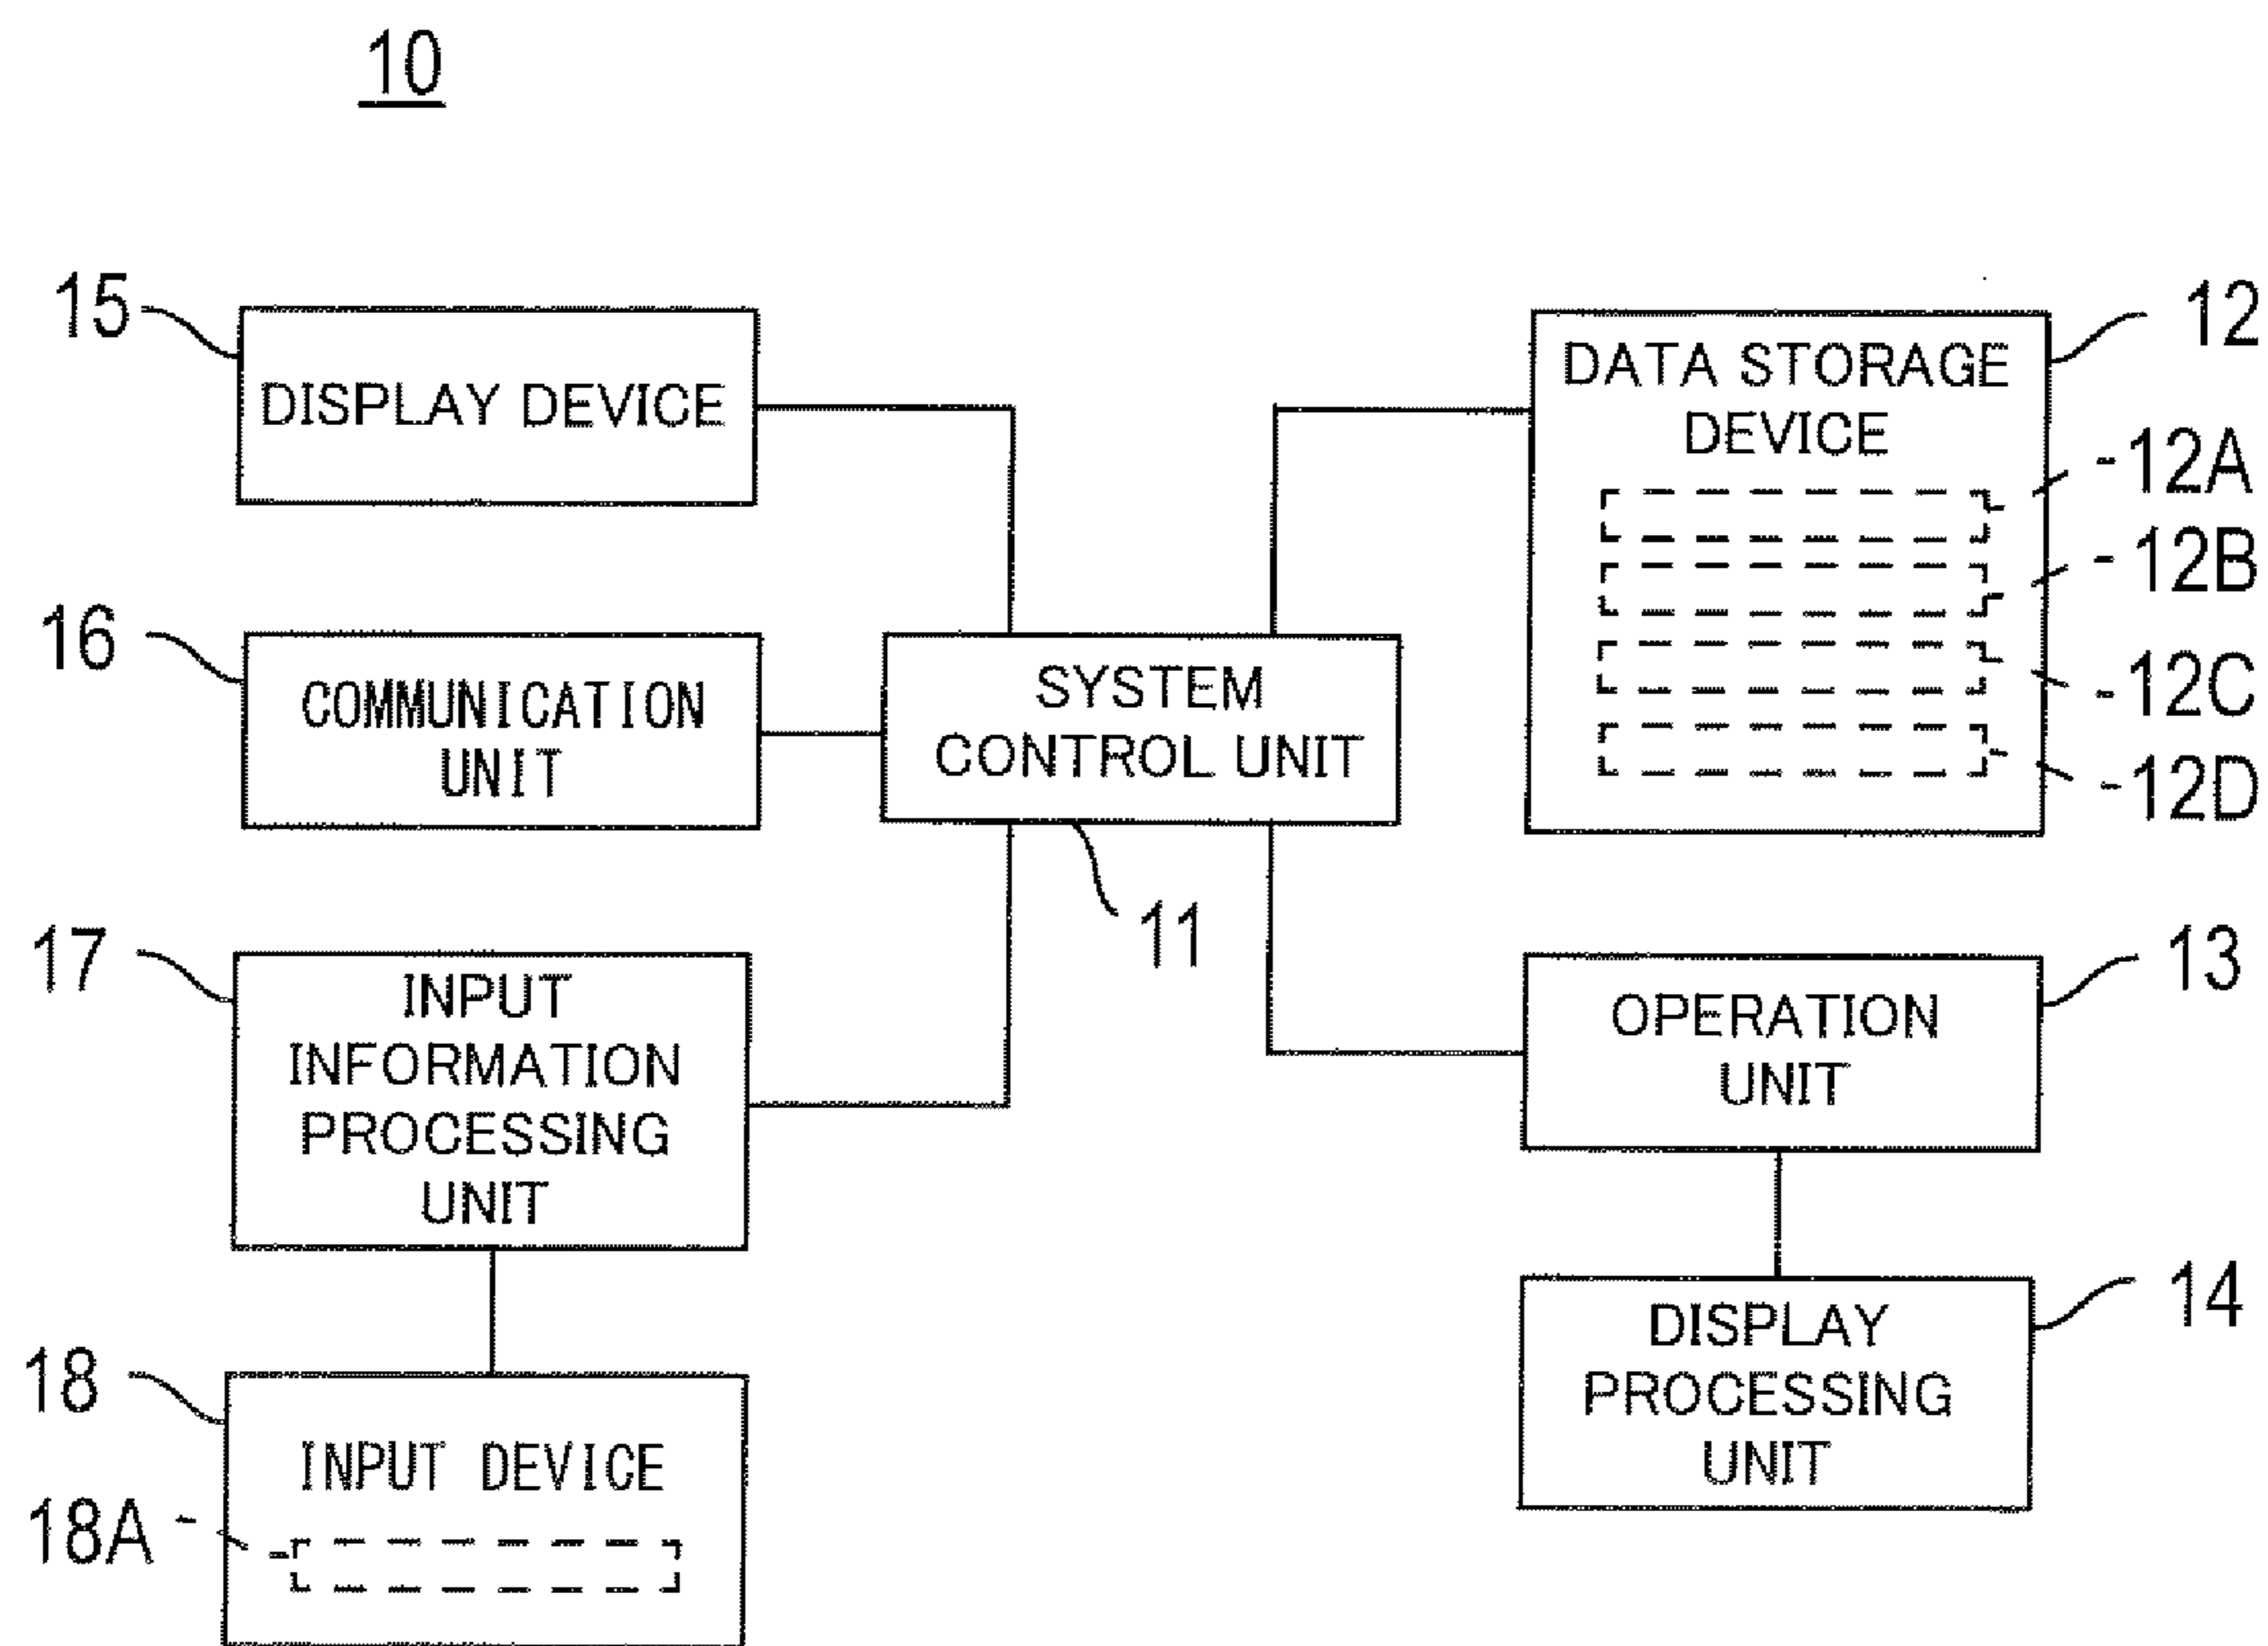 10
15
DISPLAY DEVICE
12
DATA STORAGE
DEVICE
12A
12B
12C
12D
16
COMMUNICATION
UNIT
SYSTEM
CONTROL UNIT
11
17
INPUT
INFORMATION
PROCESSING
UNIT
13
OPERATION
UNIT
18
INPUT DEVICE
18A
14
DISPLAY
PROCESSING
UNIT